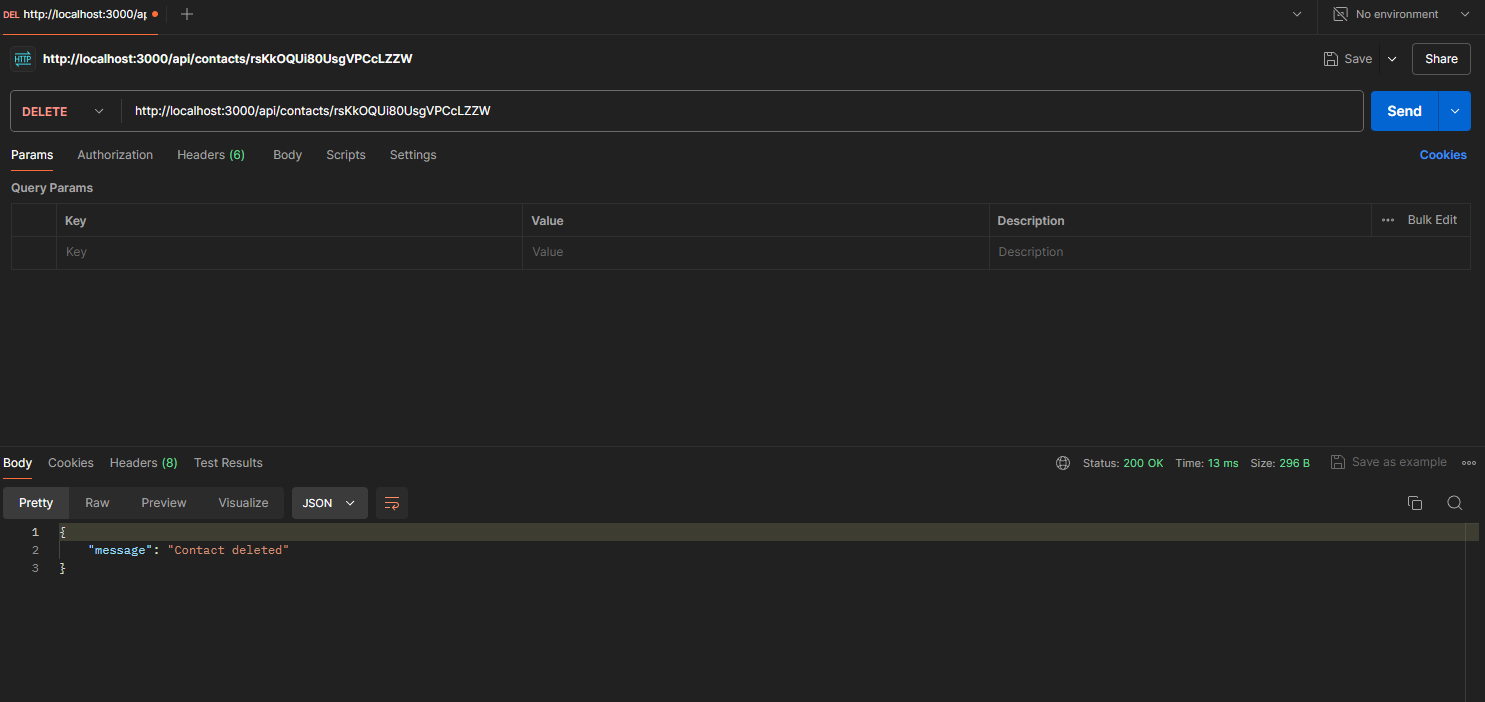 DEL http://localhost:3000/ap
No environment
HTTP http://localhost:3000/api/contacts/rsKkOQUi80UsgVPCcLZZW
Save
Share
DELETE http://localhost:3000/api/contacts/rsKkOQUi80UsgVPCcLZZW
Send
Params Authorization Headers (6) Body Scripts Settings Cookies
Query Params
Key Value Description Bulk Edit
Key Value Description
Body Cookies Headers (8) Test Results Status: 200 OK Time: 13 ms Size: 296 B Save as example
Pretty Raw Preview Visualize JSON
1 {
2 "message": "Contact deleted"
3 }